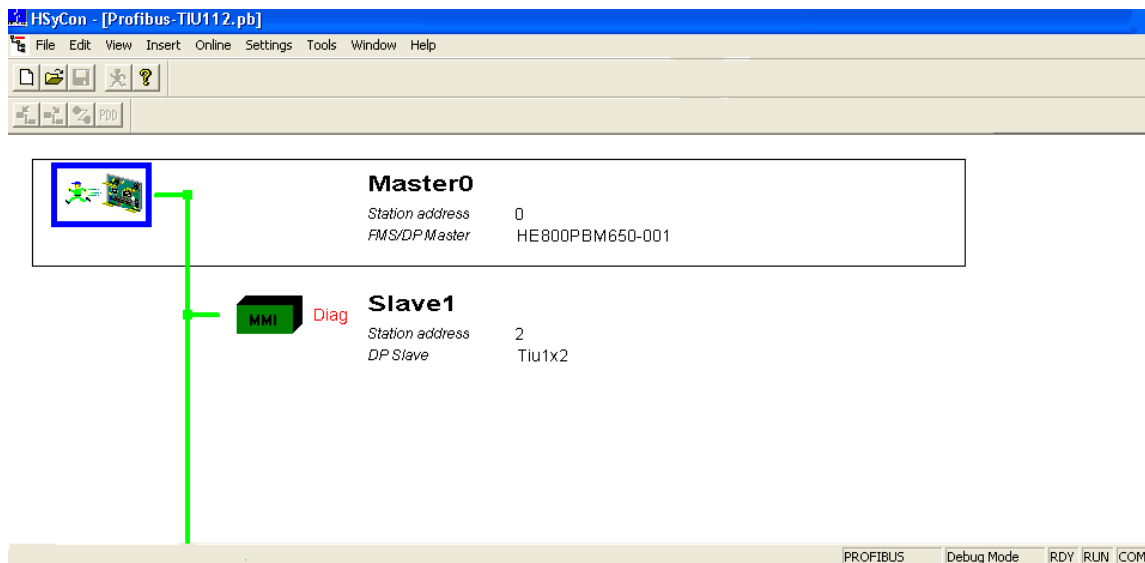 HSyCon - [Profibus-TIU112.pb]
File Edit View Insert Online Settings Tools Window Help
PDD
Master0
Station address 0
FMS/DP Master HE800PBM650-001
MMI Diag Slave1
Station address 2
DP Slave Tiu1x2
PROFIBUS Debug Mode RDY RUN COM